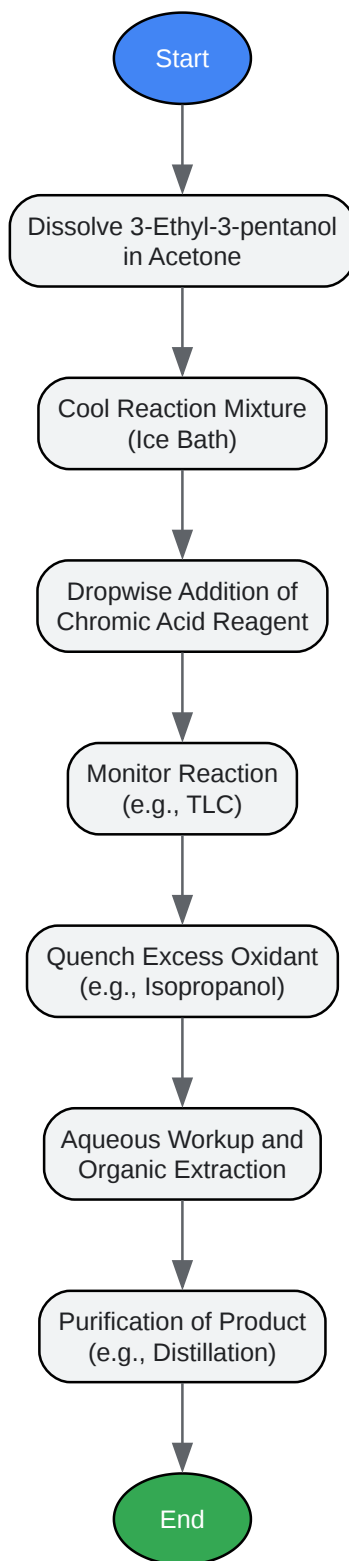 Start
Dissolve 3-Ethyl-3-pentanol
in Acetone
Cool Reaction Mixture
(Ice Bath)
Dropwise Addition of
Chromic Acid Reagent
Monitor Reaction
(e.g., TLC)
Quench Excess Oxidant
(e.g., Isopropanol)
Aqueous Workup and
Organic Extraction
Purification of Product
(e.g., Distillation)
End